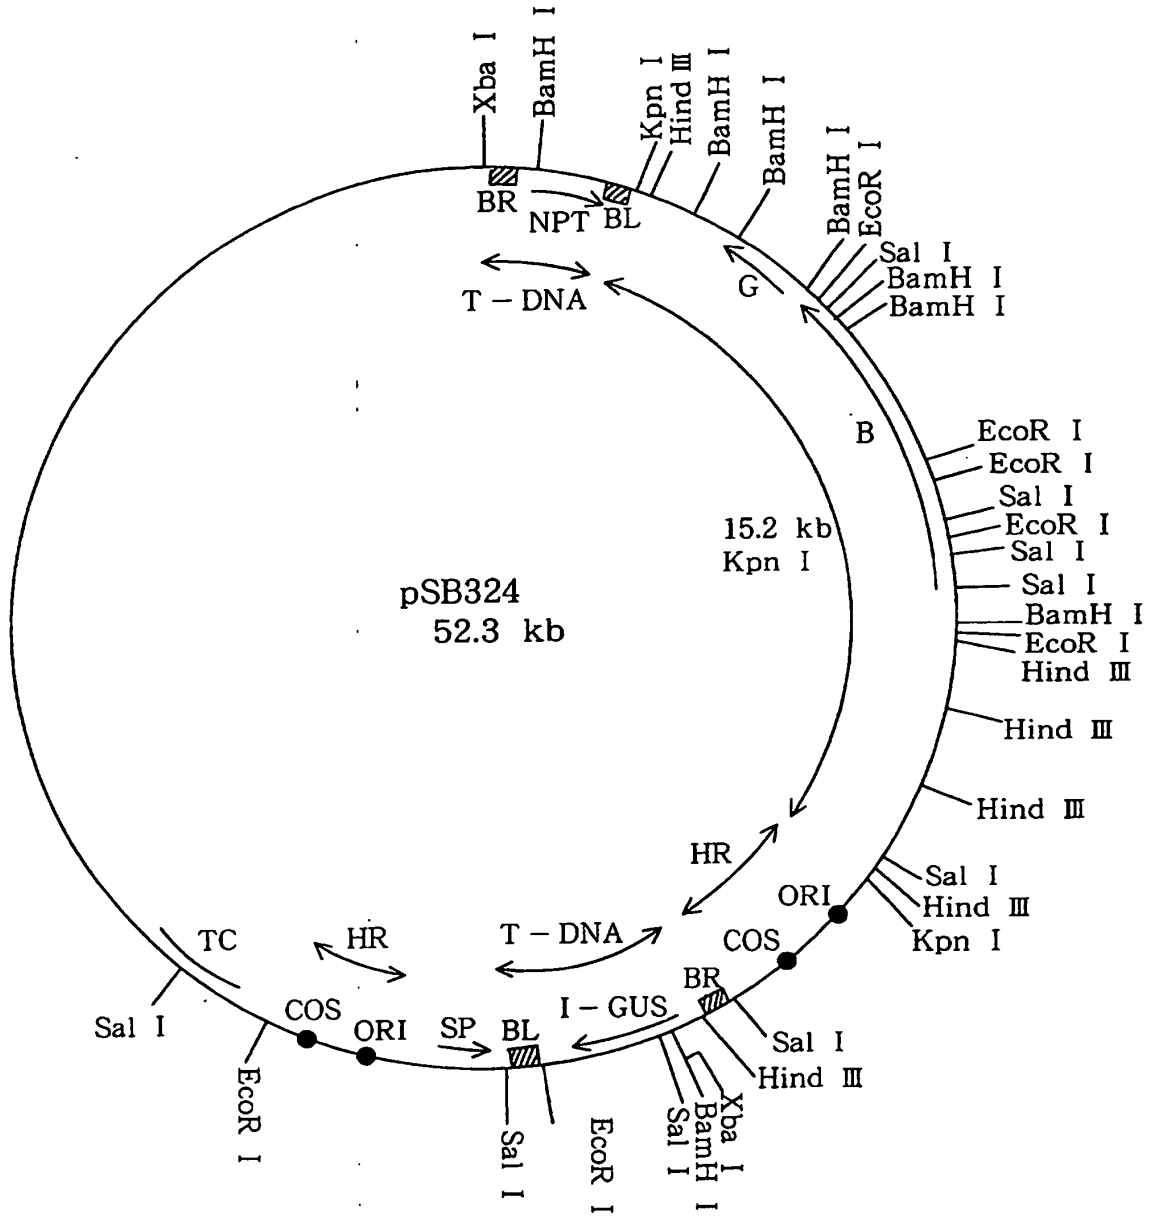 Xba I
BamH I
Kpn I
Hind III
BamH I
BamH I
BamH I
EcoR I
Sal I
BamH I
BamH I
BR
NPT
BL
T-DNA
G
B
EcoR I
EcoR I
Sal I
EcoR I
Sal I
Sal I
BamH I
EcoR I
Hind III
Hind III
Hind III
15.2 kb
Kpn I
pSB324
52.3 kb
Sal I
Hind III
Kpn I
HR
ORI
COS
T-DNA
HR
TC
BR
I-GUS
BL
SP
ORI
COS
Sal I
Sal I
Hind III
Xba I
BamH I
Sal I
EcoR I
Sal I
EcoR I